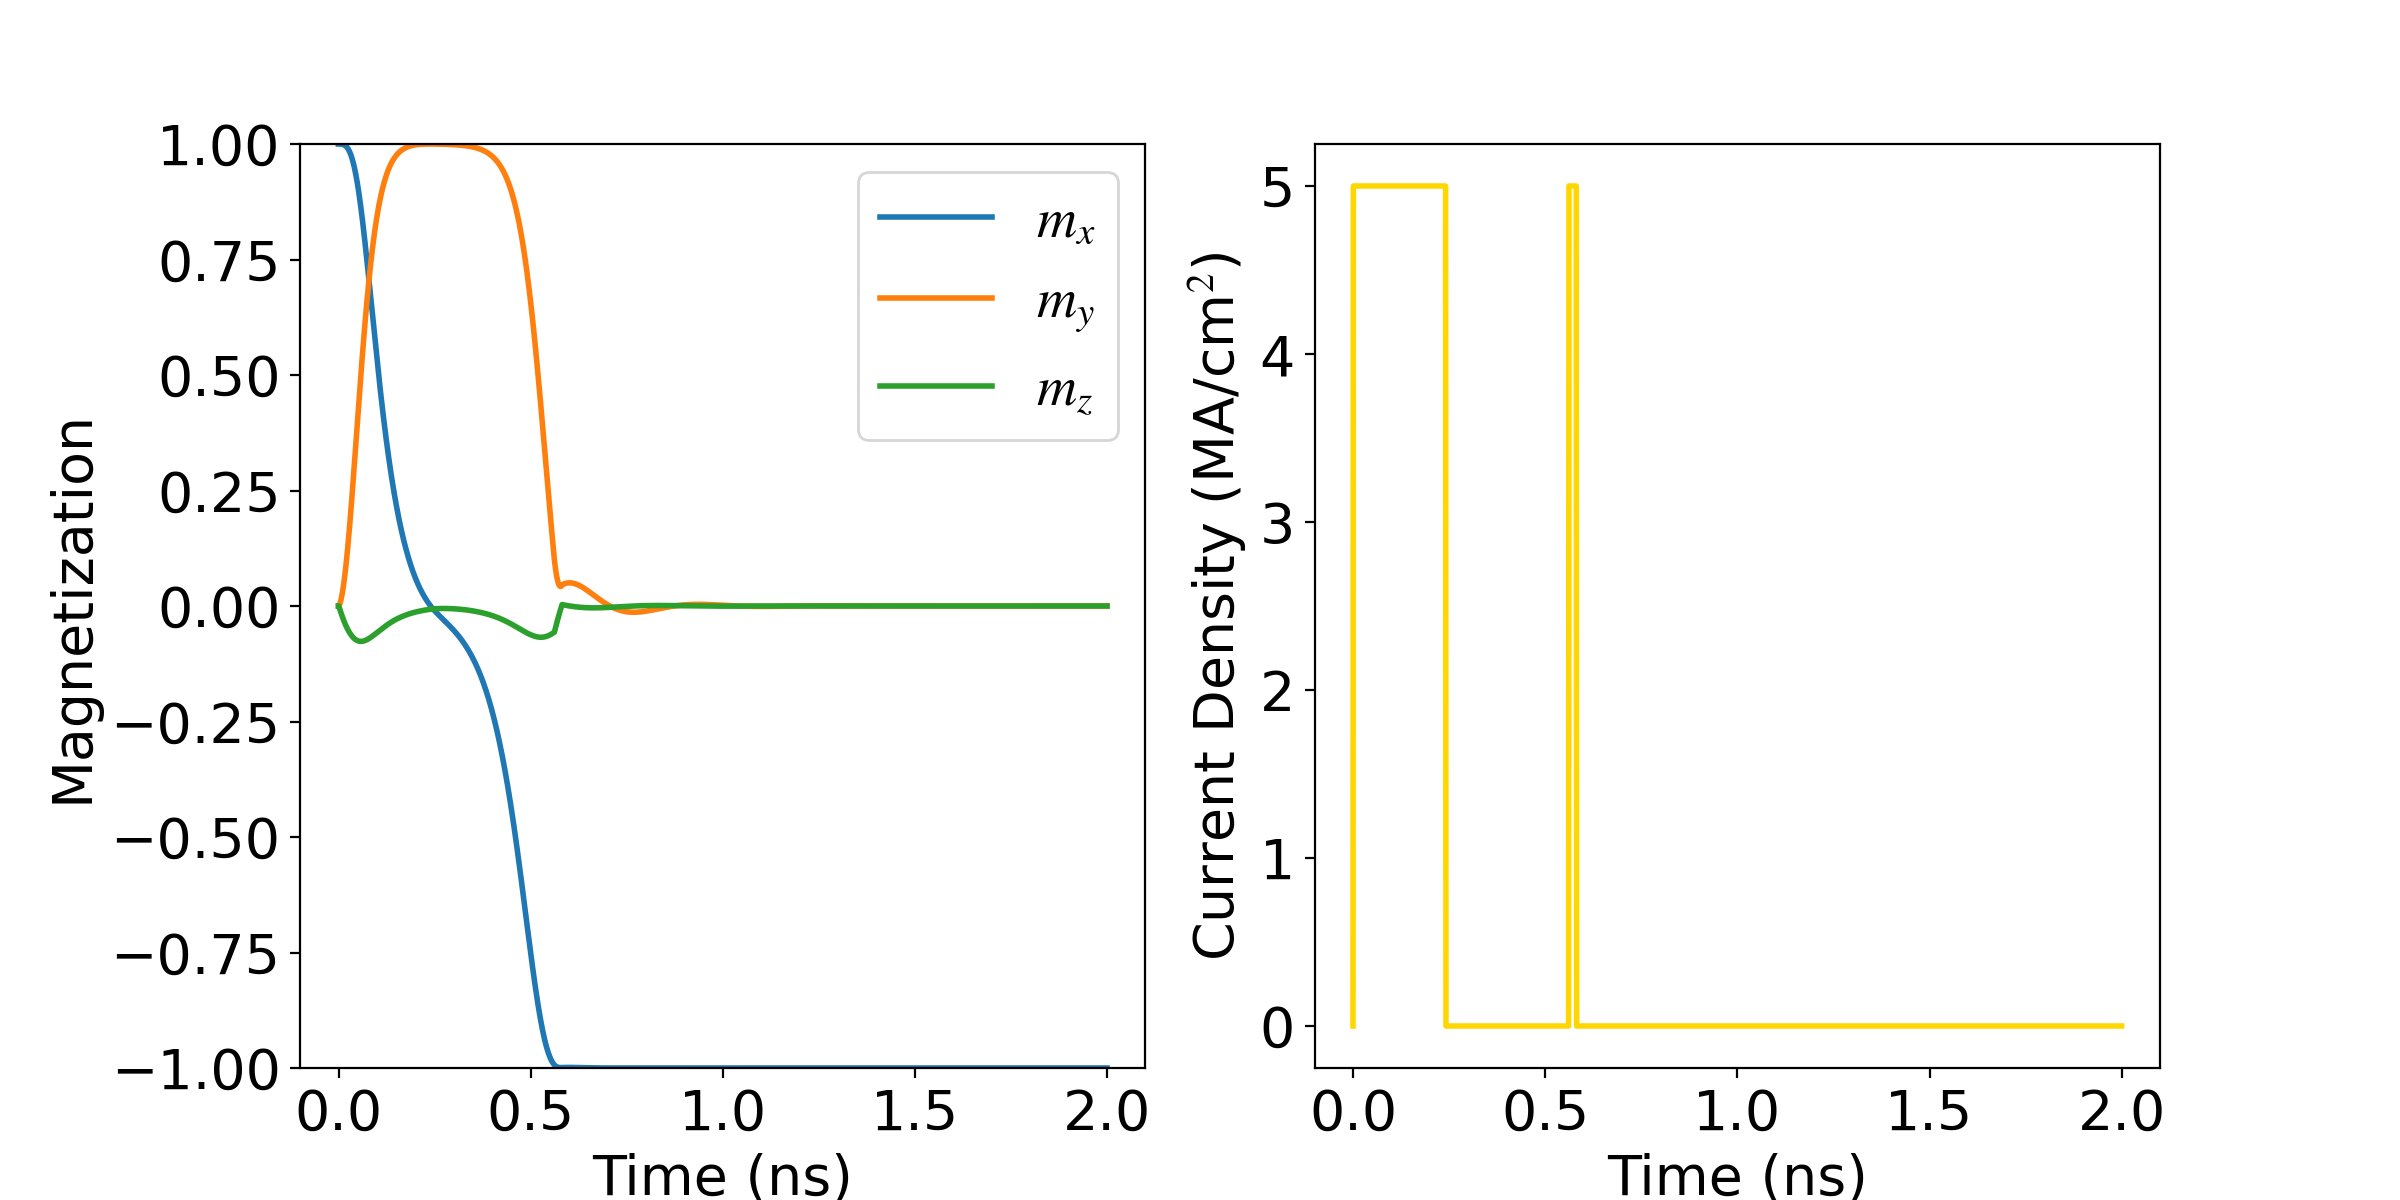 Magnetization
1.00
0.75
0.50
0.25
0.00
−0.25
−0.50
−0.75
−1.00
0.0 0.5 1.0 1.5 2.0
Time (ns)
m_x
m_y
m_z
Current Density (MA/cm²)
5
4
3
2
1
0
0.0 0.5 1.0 1.5 2.0
Time (ns)